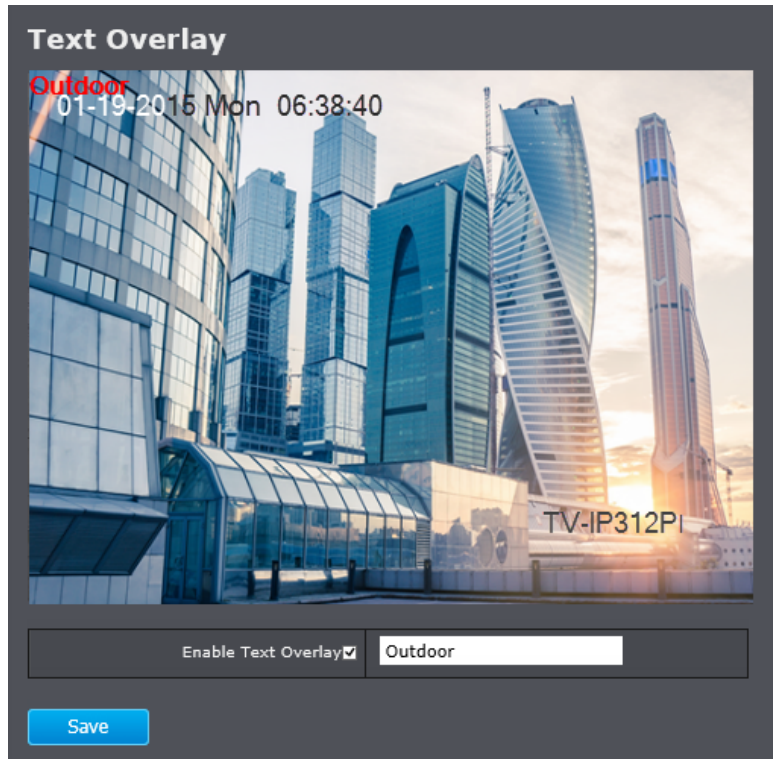 Text Overlay
Outdoor
01-19-2015 Mon 06:38:40
TV-IP312PI
Enable Text Overlay
Outdoor
Save